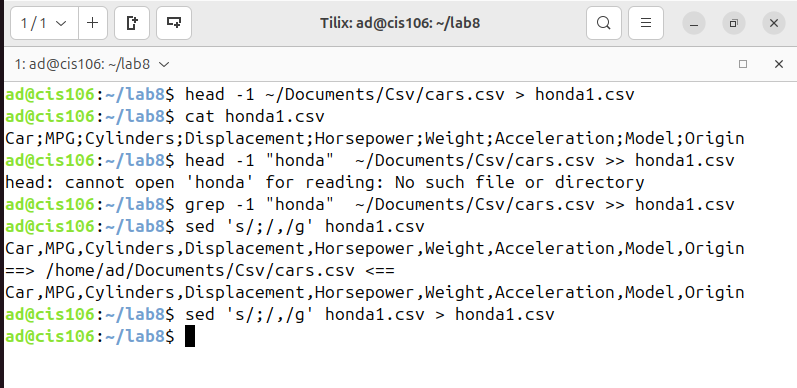 1 / 1
Tilix: ad@cis106: ~/lab8
1: ad@cis106: ~/lab8
ad@cis106:~/lab8$ head -1 ~/Documents/Csv/cars.csv > honda1.csv
ad@cis106:~/lab8$ cat honda1.csv
Car;MPG;Cylinders;Displacement;Horsepower;Weight;Acceleration;Model;Origin
ad@cis106:~/lab8$ head -1 "honda"  ~/Documents/Csv/cars.csv >> honda1.csv
head: cannot open 'honda' for reading: No such file or directory
ad@cis106:~/lab8$ grep -1 "honda"  ~/Documents/Csv/cars.csv >> honda1.csv
ad@cis106:~/lab8$ sed 's/;/,/g' honda1.csv
Car,MPG,Cylinders,Displacement,Horsepower,Weight,Acceleration,Model,Origin
==> /home/ad/Documents/Csv/cars.csv <==
Car,MPG,Cylinders,Displacement,Horsepower,Weight,Acceleration,Model,Origin
ad@cis106:~/lab8$ sed 's/;/,/g' honda1.csv > honda1.csv
ad@cis106:~/lab8$